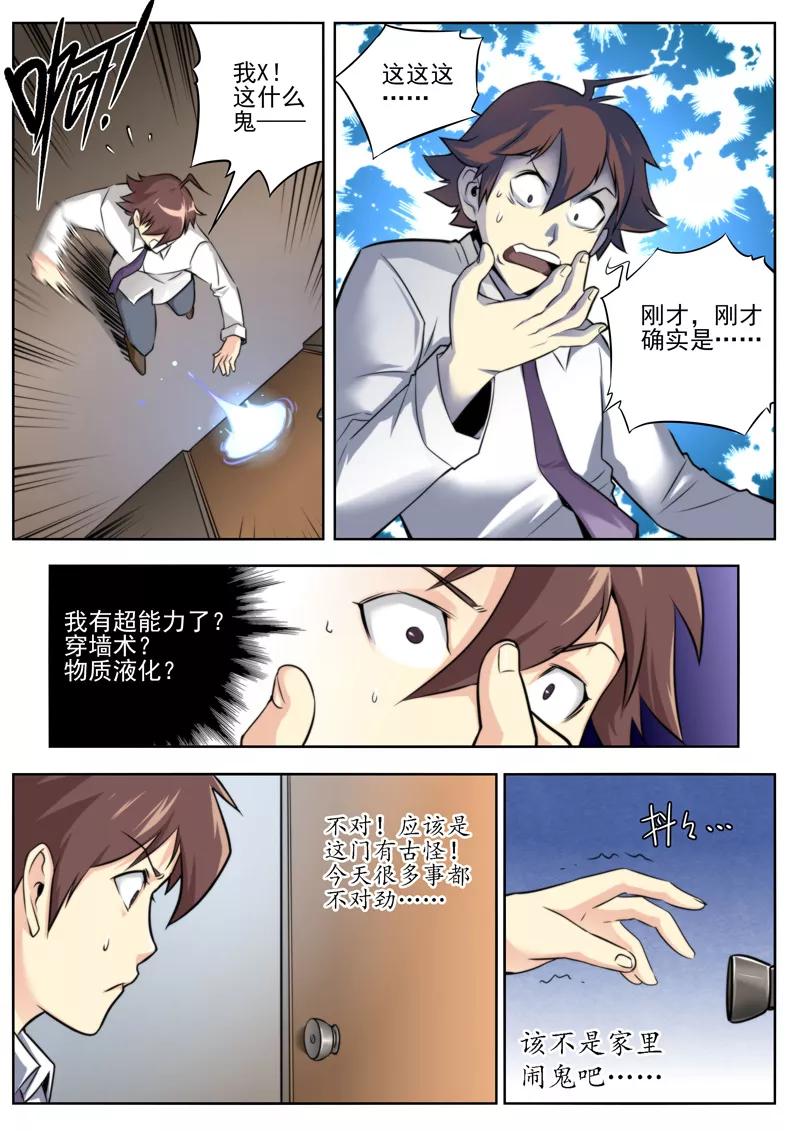 我X！
这什么
鬼——
这这这
……
刚才，刚才
确实是……
我有超能力了？
穿墙术？
物质液化？
不对！应该是
这门有古怪！
今天很多事都
不对劲……
抖々…
该不是家里
闹鬼吧……